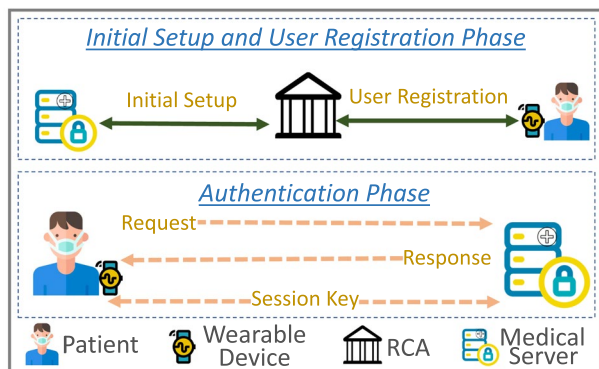 Initial Setup and User Registration Phase
Initial Setup
User Registration
Authentication Phase
Request
Response
Session Key
Patient
Wearable
Device
RCA
Medical
Server